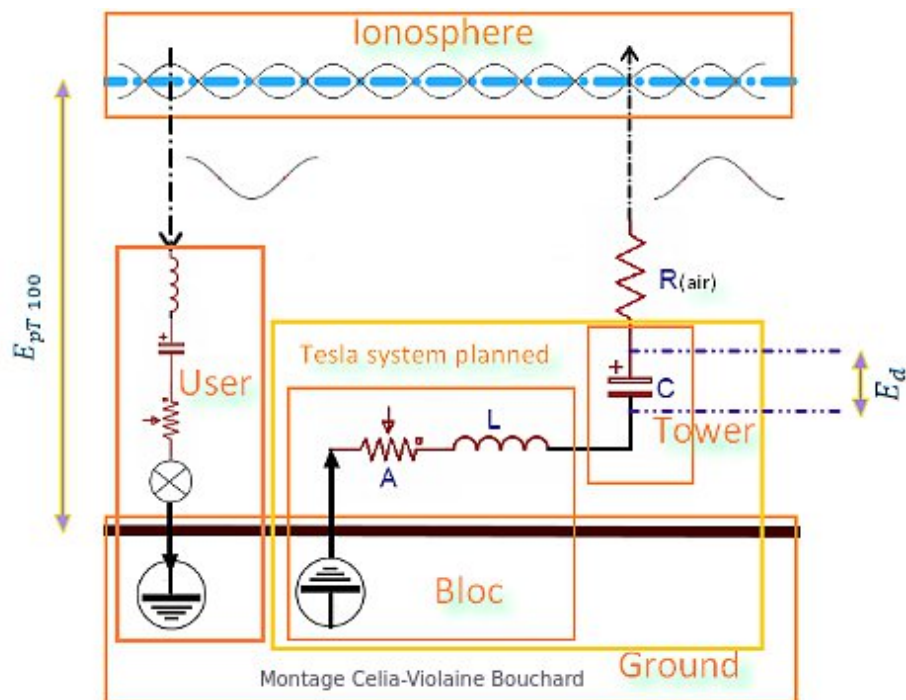 Ionosphere
E_pT 100
R(air)
Tesla system planned
+
User
+
C
E_d
L
Tower
A
Bloc
Ground
Montage Celia-Violaine Bouchard